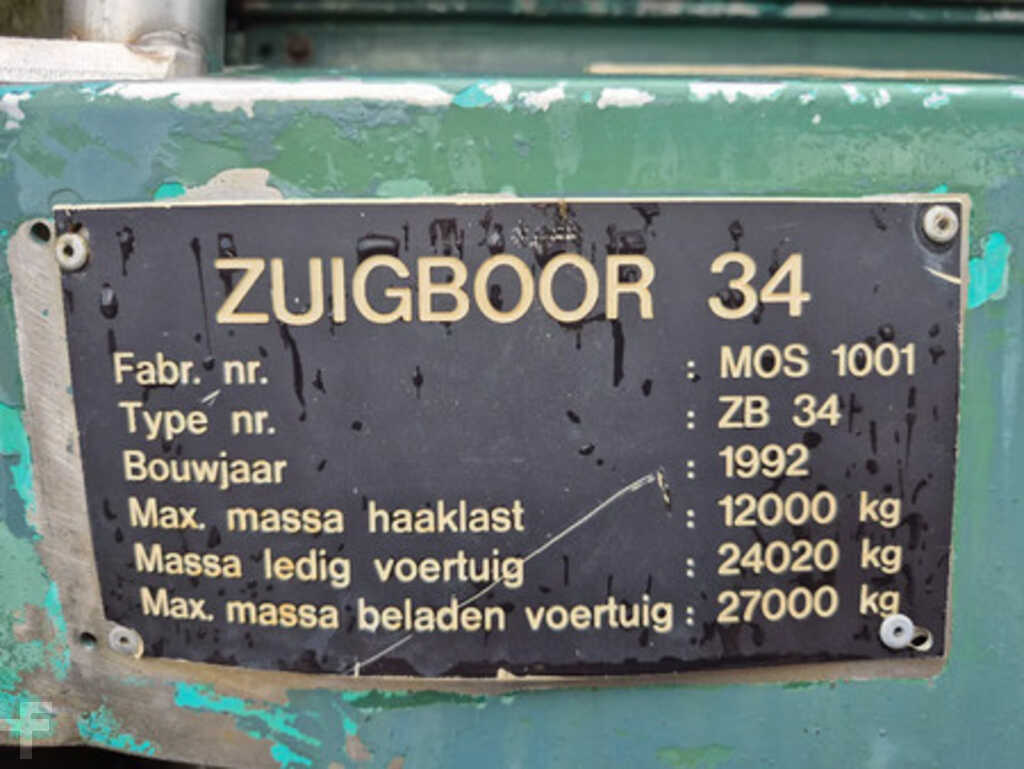 ZUIGBOOR 34
Fabr. nr. : MOS 1001
Type nr. : ZB 34
Bouwjaar : 1992
Max. massa haaklast : 12000 kg
Massa ledig voertuig : 24020 kg
Max. massa beladen voertuig : 27000 kg